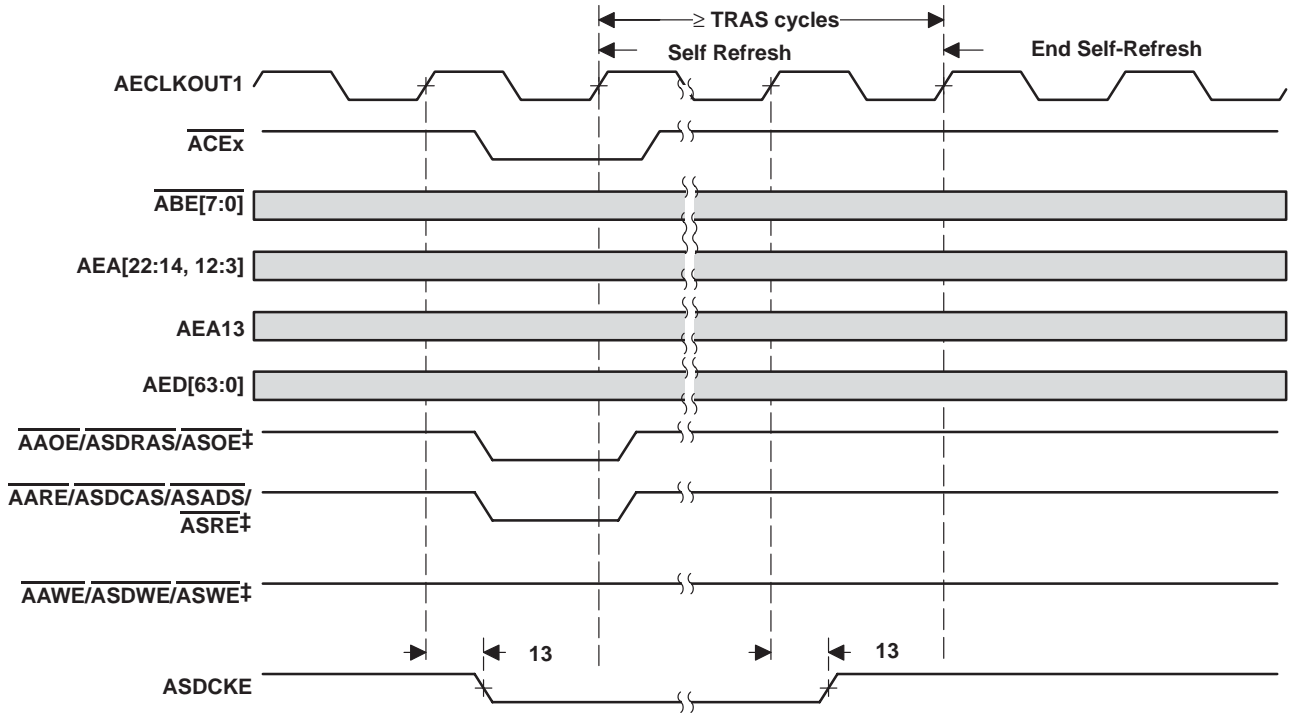 ≥ TRAS cycles
Self Refresh
End Self-Refresh
AECLKOUT1
ACEx
ABE[7:0]
AEA[22:14, 12:3]
AEA13
AED[63:0]
AAOE/ASDRAS/ASOE‡
AARE/ASDCAS/ASADS/
ASRE‡
AAWE/ASDWE/ASWE‡
13
13
ASDCKE